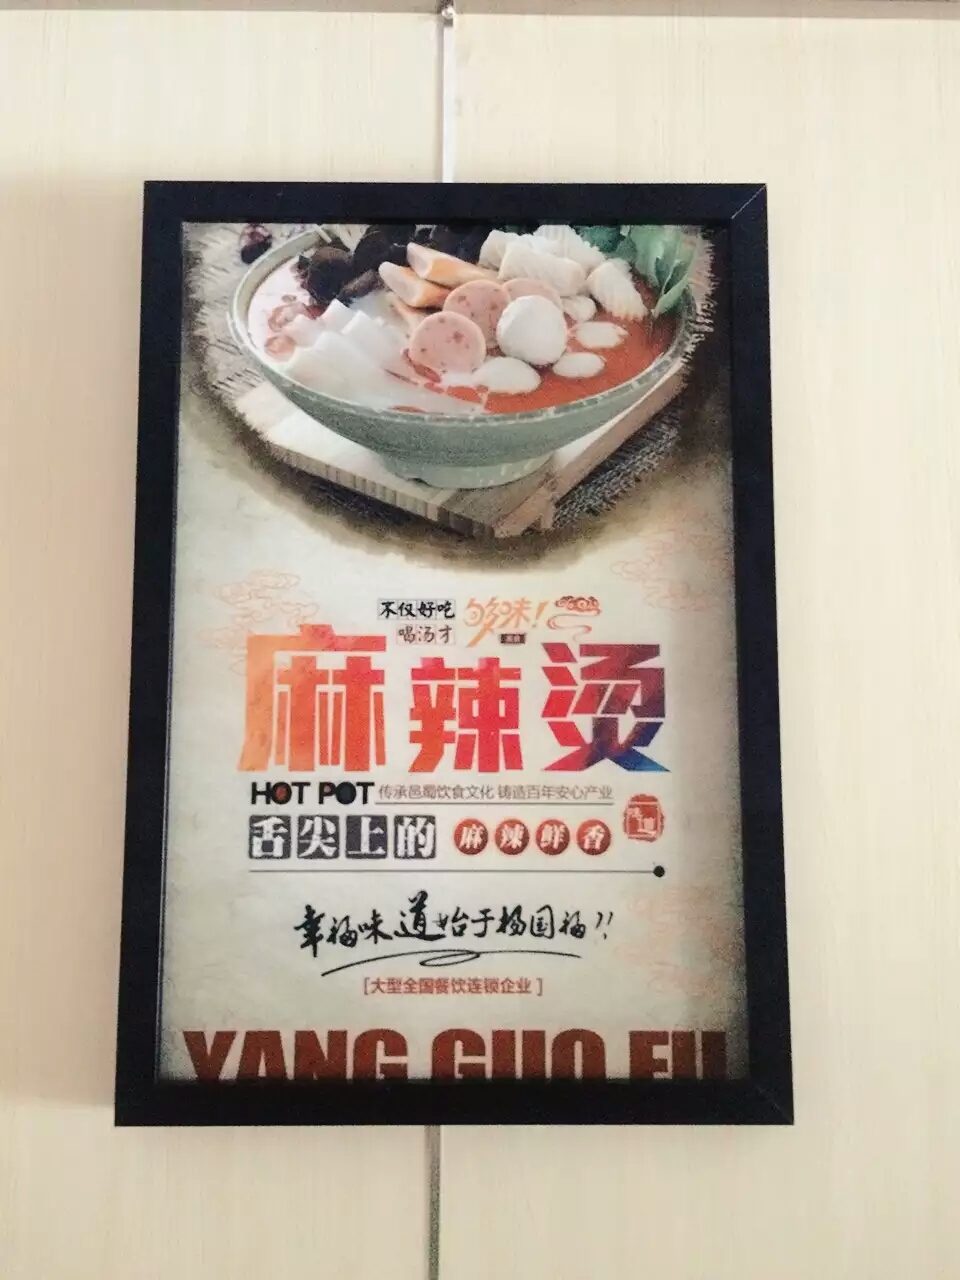 不仅好吃
喝汤才
够味!
麻辣烫
HOT POT 传承邑蜀饮食文化 铸造百年安心产业
舌尖上的 麻辣鲜香
味道
幸福味道始于杨国福!!
[大型全国餐饮连锁企业]
YANG GUO FU